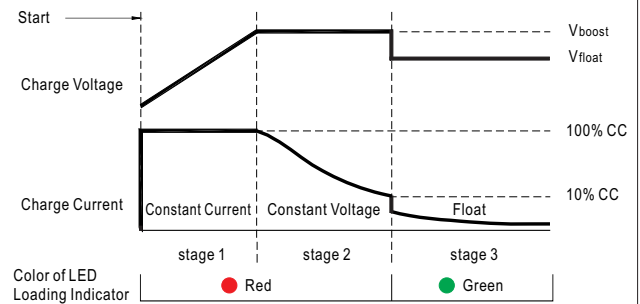 Start
Vboost
Vfloat
Charge Voltage
100% CC
10% CC
Charge Current
Constant Current
Constant Voltage
Float
stage 1
stage 2
stage 3
Color of LED
Loading Indicator
Red
Green